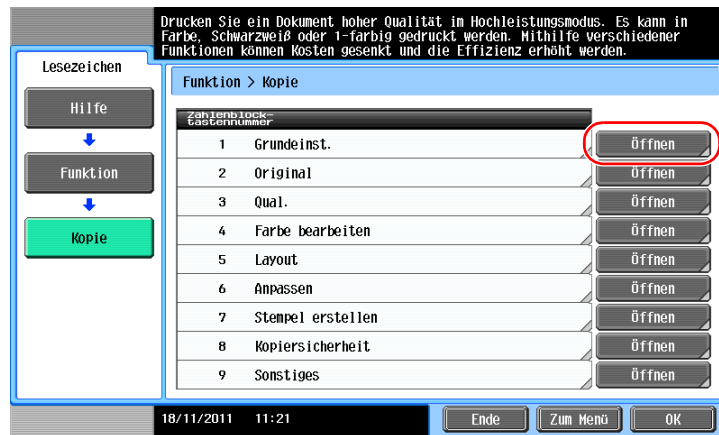 Drucken Sie ein Dokument hoher Qualität im Hochleistungsmodus. Es kann in
Farbe, Schwarzweiß oder 1-farbig gedruckt werden. Mithilfe verschiedener
Funktionen können Kosten gesenkt und die Effizienz erhöht werden.
Lesezeichen
Funktion > Kopie
Hilfe
Funktion
Kopie
Zahlenblock-
tastennummer
1 Grundeinst. Öffnen
2 Original Öffnen
3 Qual. Öffnen
4 Farbe bearbeiten Öffnen
5 Layout Öffnen
6 Anpassen Öffnen
7 Stempel erstellen Öffnen
8 Kopiersicherheit Öffnen
9 Sonstiges Öffnen
18/11/2011 11:21 Ende Zum Menü OK